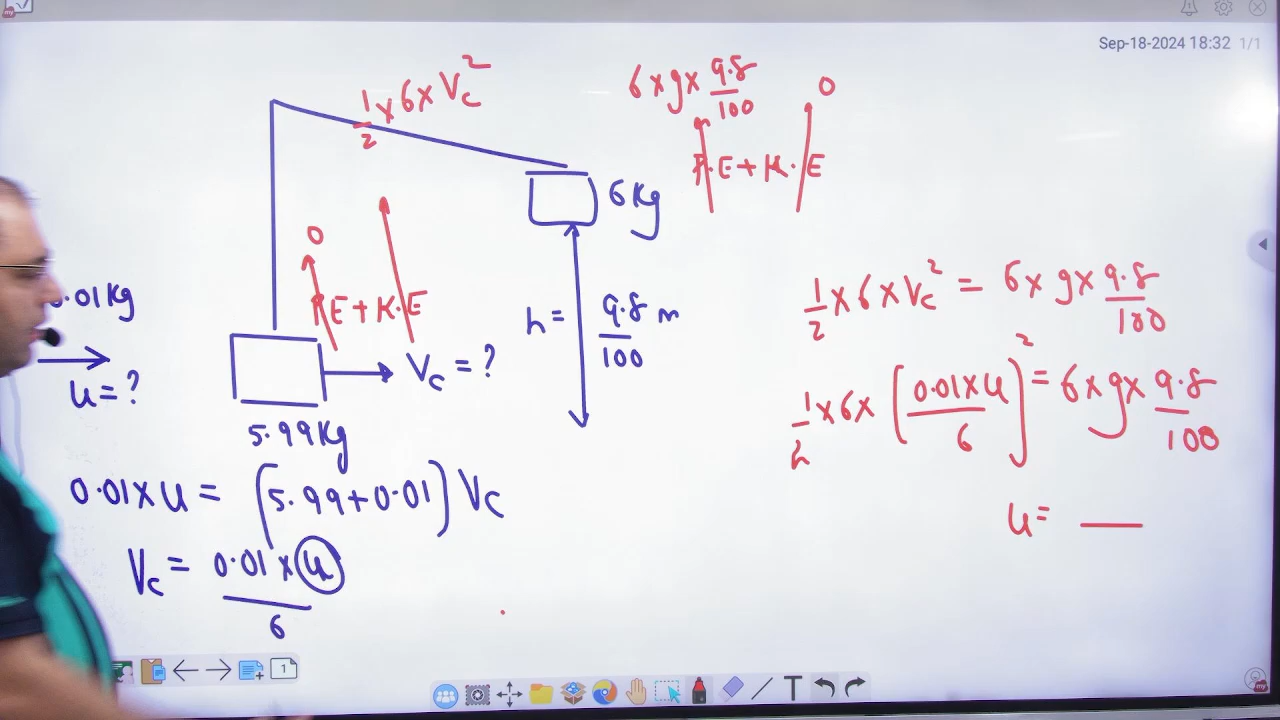 Sep-18-2024 18:32 1/1
1/2 x 6 x Vc²
6 x g x 9.8/100
0
P.E + K.E
6 Kg
0
P.E + K.E
0.01 Kg
u = ?
Vc = ?
5.99 Kg
h = 9.8/100 m
1/2 x 6 x Vc² = 6 x g x 9.8/100
1/2 x 6 x (0.01 x u/6)² = 6 x g x 9.8/100
u = __
0.01 x u = (5.99 + 0.01) Vc
Vc = 0.01 x u/6
1
T